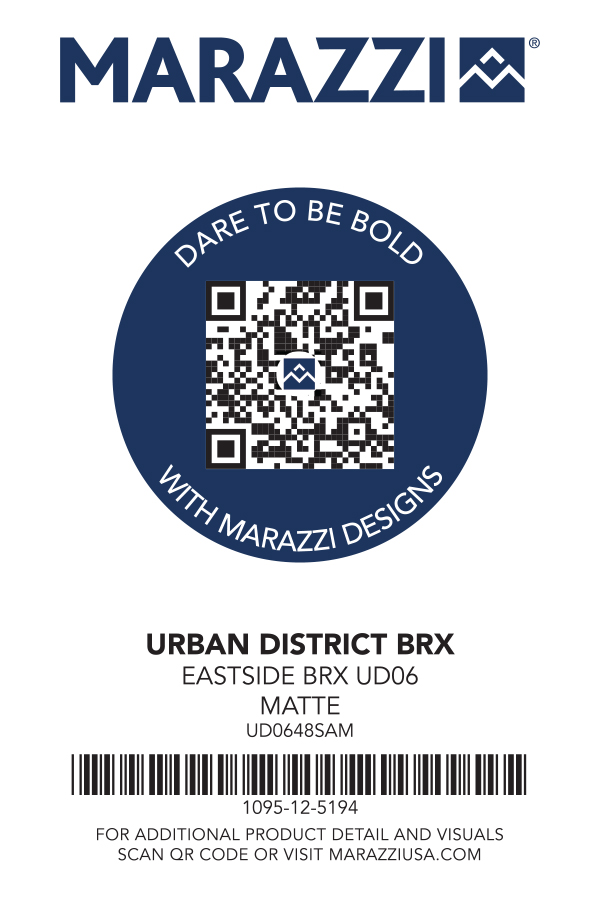 MARAZZI®
DARE TO BE BOLD
WITH MARAZZI DESIGNS
URBAN DISTRICT BRX
EASTSIDE BRX UD06
MATTE
UD0648SAM
1095-12-5194
FOR ADDITIONAL PRODUCT DETAIL AND VISUALS
SCAN QR CODE OR VISIT MARAZZIUSA.COM